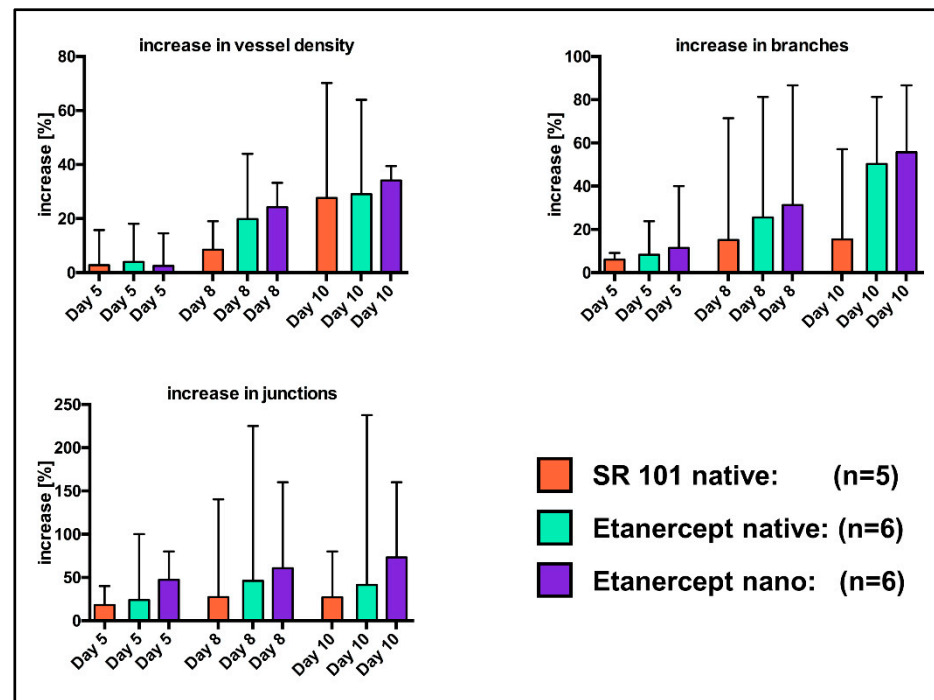 increase in vessel density
increase [%]
80
60
40
20
0
Day 5
Day 5
Day 5
Day 8
Day 8
Day 8
Day 10
Day 10
Day 10
increase in branches
increase [%]
100
80
60
40
20
0
Day 5
Day 5
Day 5
Day 8
Day 8
Day 8
Day 10
Day 10
Day 10
increase in junctions
increase [%]
250
200
150
100
50
0
Day 5
Day 5
Day 5
Day 8
Day 8
Day 8
Day 10
Day 10
Day 10
SR 101 native: (n=5)
Etanercept native: (n=6)
Etanercept nano: (n=6)